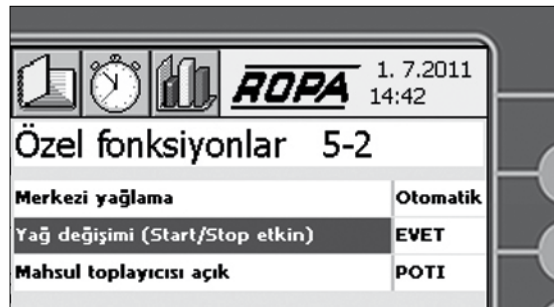 ROPA
1. 7.2011
14:42
Özel fonksiyonlar 5-2
Merkezi yağlama Otomatik
Yağ değişimi (Start/Stop etkin) EVET
Mahsul toplayıcısı açık POTI